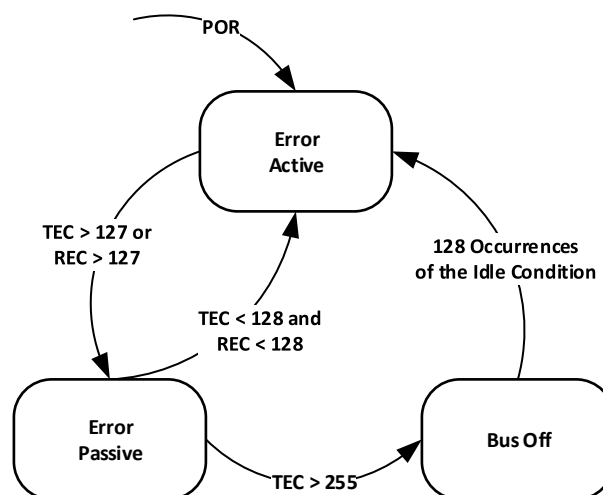 POR
Error
Active
TEC > 127 or
REC > 127
128 Occurrences
of the Idle Condition
TEC < 128 and
REC < 128
Error
Passive
Bus Off
TEC > 255